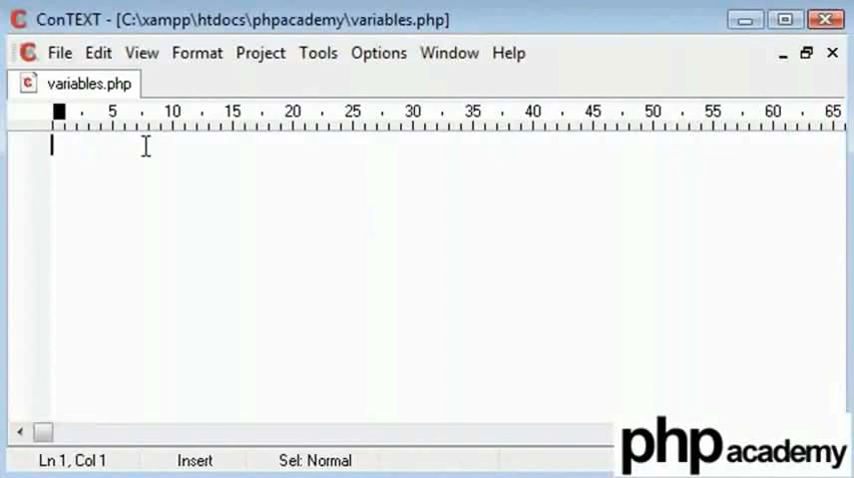 ConTEXT - [C:\xampp\htdocs\phpacademy\variables.php]
File Edit View Format Project Tools Options Window Help
variables.php
5 10 15 20 25 30 35 40 45 50 55 60 65
Ln 1, Col 1 Insert Sel: Normal
php academy